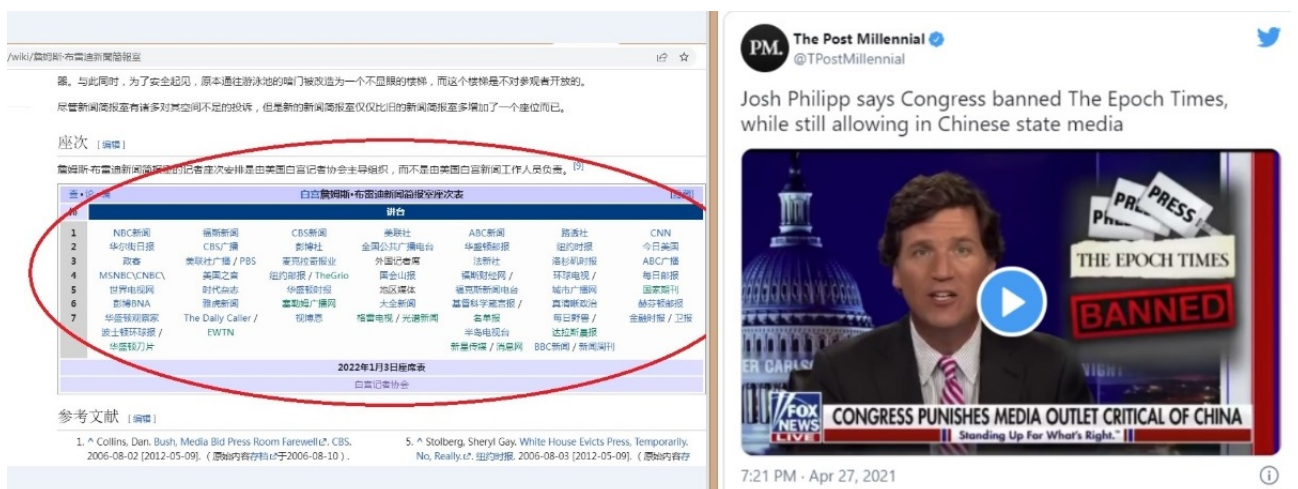 /wiki/詹姆斯·布雷迪新聞簡報室
器。与此同时，为了安全起见，原本通往游泳池的暗门被改造为一个不显眼的楼梯，而这个楼梯是不对参观者开放的。
尽管新闻简报室有诸多对其空间不足的投诉，但是新的新闻简报室仅仅比旧的新闻简报室多增加了一个座位而已。
座次 [编辑]
詹姆斯·布雷迪新闻简报室的记者座次安排是由美国白宫记者协会主导组织，而不是由美国白宫新闻工作人员负责。[9]
查·论·编 白宫詹姆斯·布雷迪新闻简报室座次表 [隐藏]
讲台
1 NBC新闻 福斯新闻 CBS新闻 美联社 ABC新闻 路透社 CNN
2 华尔街日报 CBS广播 彭博社 全国公共广播电台 华盛顿邮报 纽约时报 今日美国
3 政客 美联社广播 / PBS 麦克拉奇报业 外国记者席 法新社 洛杉矶时报 ABC广播
4 MSNBC\CNBC\ 美国之音 纽约邮报 / TheGrio 国会山报 福斯财经网 / 环球电视 / 每日邮报
5 世界电视网 时代杂志 华盛顿时报 地区媒体 福克斯新闻电台 城市广播网 国家期刊
6 彭博BNA 雅虎新闻 塞勒姆广播网 大全新闻 基督科学箴言报 / 真清晰政治 赫芬顿邮报
7 华盛顿观察家 The Daily Caller / 视博恩 格雷电视 / 光谱新闻 名单报 每日野兽 / 金融时报 / 卫报
波士顿环球报 / EWTN 半岛电视台 达拉斯晨报
华盛顿刀片 新星传媒 / 消息网 BBC新闻 / 新闻周刊
2022年1月3日座席表
白宫记者协会
参考文献 [编辑]
1. ^ Collins, Dan. Bush, Media Bid Press Room Farewell. CBS.
2006-08-02 [2012-05-09]. （原始内容存档于2006-08-10）.
5. ^ Stolberg, Sheryl Gay. White House Evicts Press, Temporarily.
No, Really. 纽约时报. 2006-08-03 [2012-05-09]. （原始内容存
PM.
The Post Millennial
@TPostMillennial
Josh Philipp says Congress banned The Epoch Times,
while still allowing in Chinese state media
PRESS
PRESS
PRESS
THE EPOCH TIMES
BANNED
FOX
NEWS
LIVE
CONGRESS PUNISHES MEDIA OUTLET CRITICAL OF CHINA
Standing Up For What's Right.
7:21 PM · Apr 27, 2021